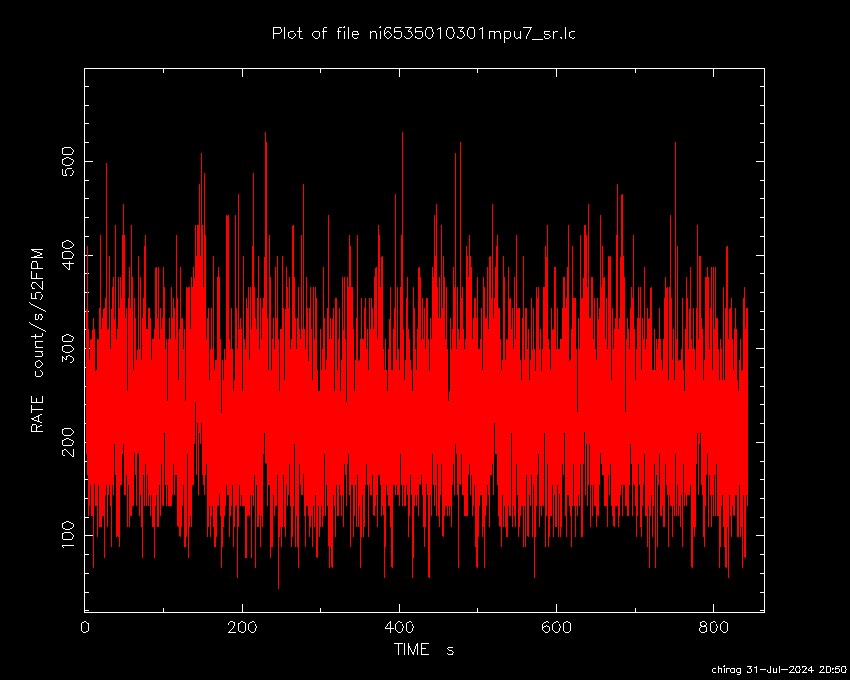 Plot of file ni6535010301mpu7_sr.lc
RATE count/s/52FPM
500
400
300
200
100
0 200 400 600 800
TIME s
chirag 31-Jul-2024 20:50